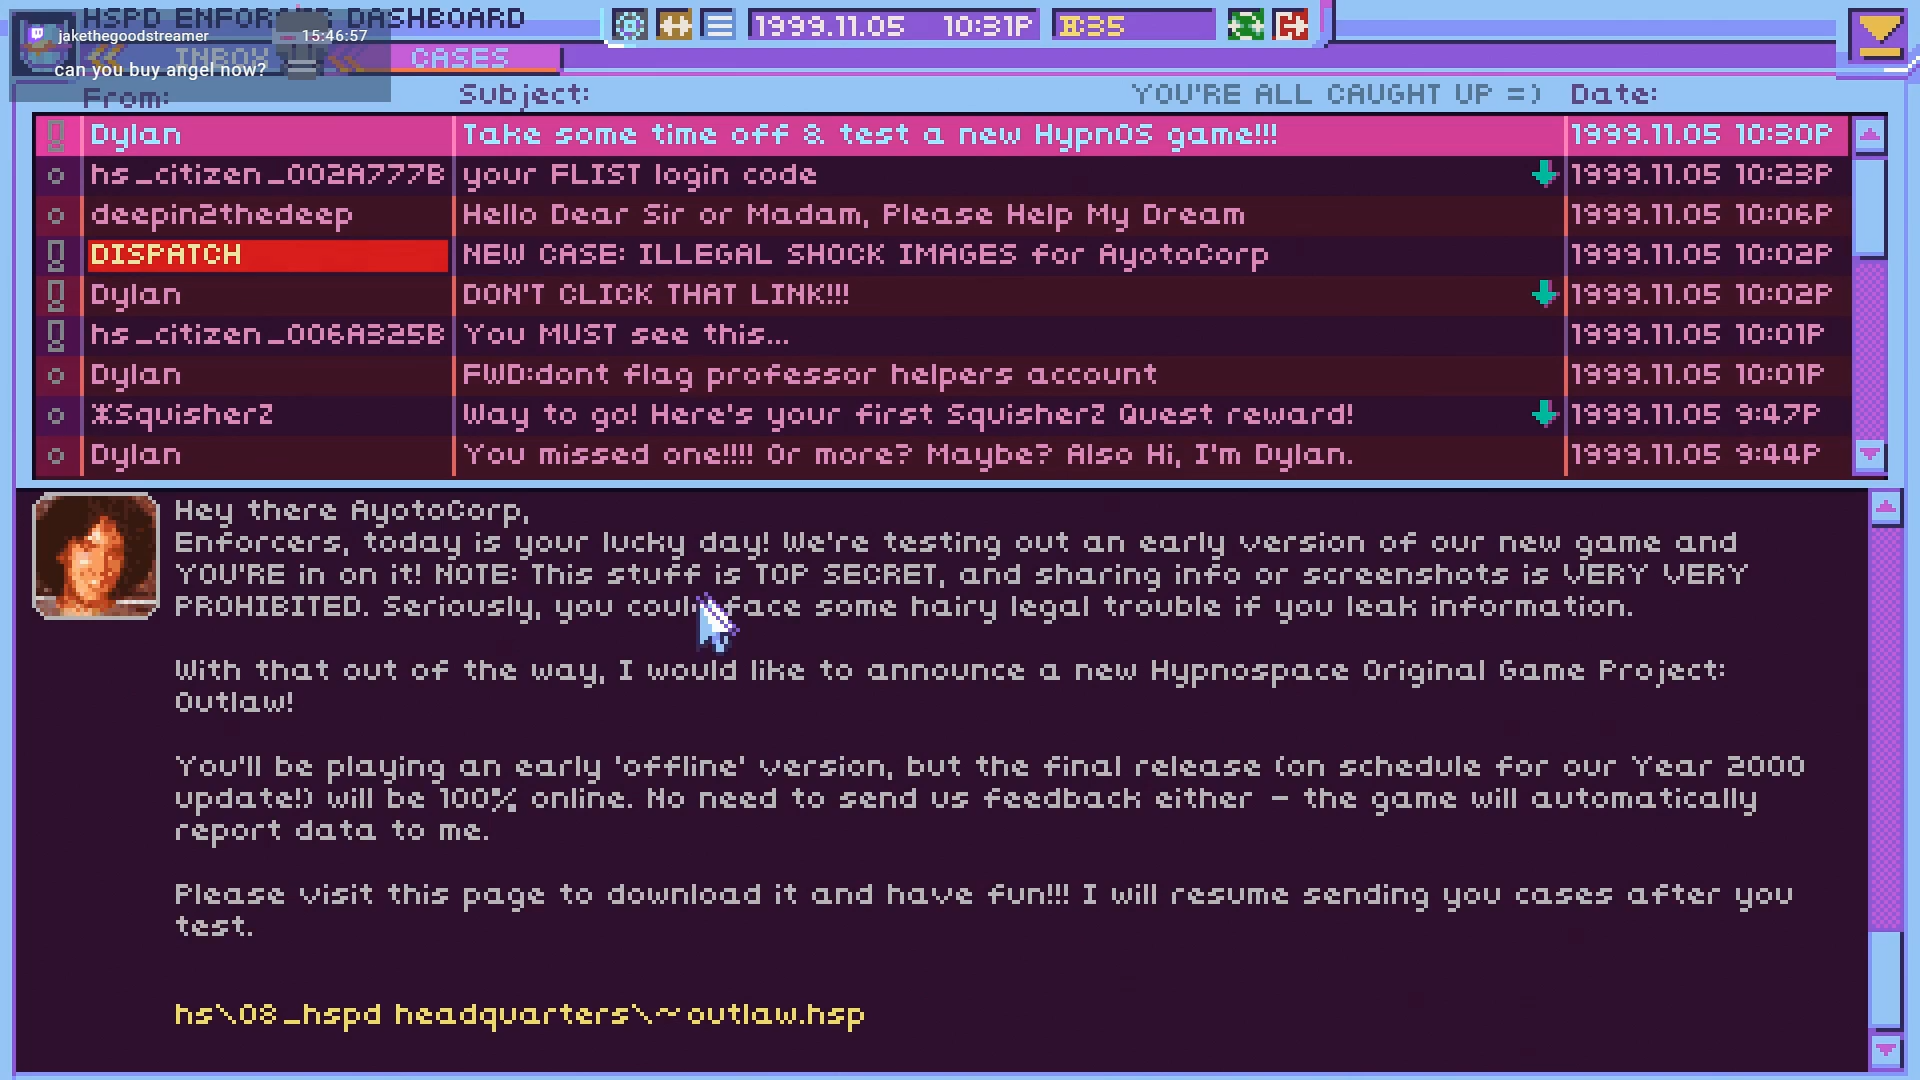 HSPD ENFORCER DASHBOARD
jakethegoodstreamer 15:46:57
can you buy angel now?
1999.11.05 10:31P
35
INBOX
CASES
From: Subject: YOU'RE ALL CAUGHT UP =) Date:
Dylan Take some time off & test a new HypnOS game!!! 1999.11.05 10:30P
hs_citizen_002A777B your FLIST login code 1999.11.05 10:23P
deepin2thedeep Hello Dear Sir or Madam, Please Help My Dream 1999.11.05 10:06P
DISPATCH NEW CASE: ILLEGAL SHOCK IMAGES for AyotoCorp 1999.11.05 10:02P
Dylan DON'T CLICK THAT LINK!!! 1999.11.05 10:02P
hs_citizen_006A325B You MUST see this... 1999.11.05 10:01P
Dylan FWD:dont flag professor helpers account 1999.11.05 10:01P
*SquisherZ Way to go! Here's your first SquisherZ Quest reward! 1999.11.05 9:47P
Dylan You missed one!!!! Or more? Maybe? Also Hi, I'm Dylan. 1999.11.05 9:44P
Hey there AyotoCorp,
Enforcers, today is your lucky day! We're testing out an early version of our new game and
YOU'RE in on it! NOTE: This stuff is TOP SECRET, and sharing info or screenshots is VERY VERY
PROHIBITED. Seriously, you could face some hairy legal trouble if you leak information.
With that out of the way, I would like to announce a new Hypnospace Original Game Project:
Outlaw!
You'll be playing an early 'offline' version, but the final release (on schedule for our Year 2000
update!) will be 100% online. No need to send us feedback either - the game will automatically
report data to me.
Please visit this page to download it and have fun!!! I will resume sending you cases after you
test.
hs\08_hspd headquarters\~outlaw.hsp